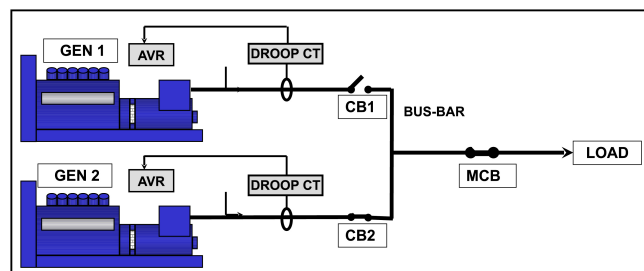 GEN 1
AVR
DROOP CT
CB1
BUS-BAR
LOAD
MCB
GEN 2
AVR
DROOP CT
CB2